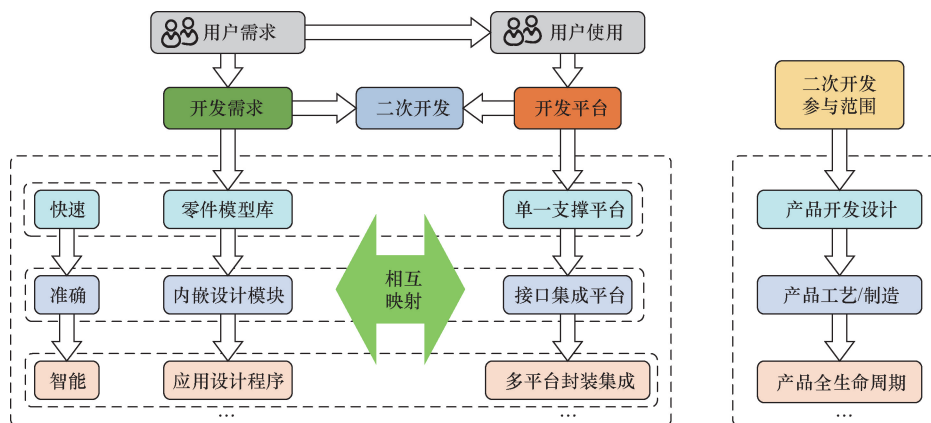 用户需求
用户使用
开发需求
二次开发
开发平台
二次开发
参与范围
快速
零件模型库
单一支撑平台
产品开发设计
相互
映射
准确
内嵌设计模块
接口集成平台
产品工艺/制造
智能
应用设计程序
多平台封装集成
产品全生命周期
…
…
…